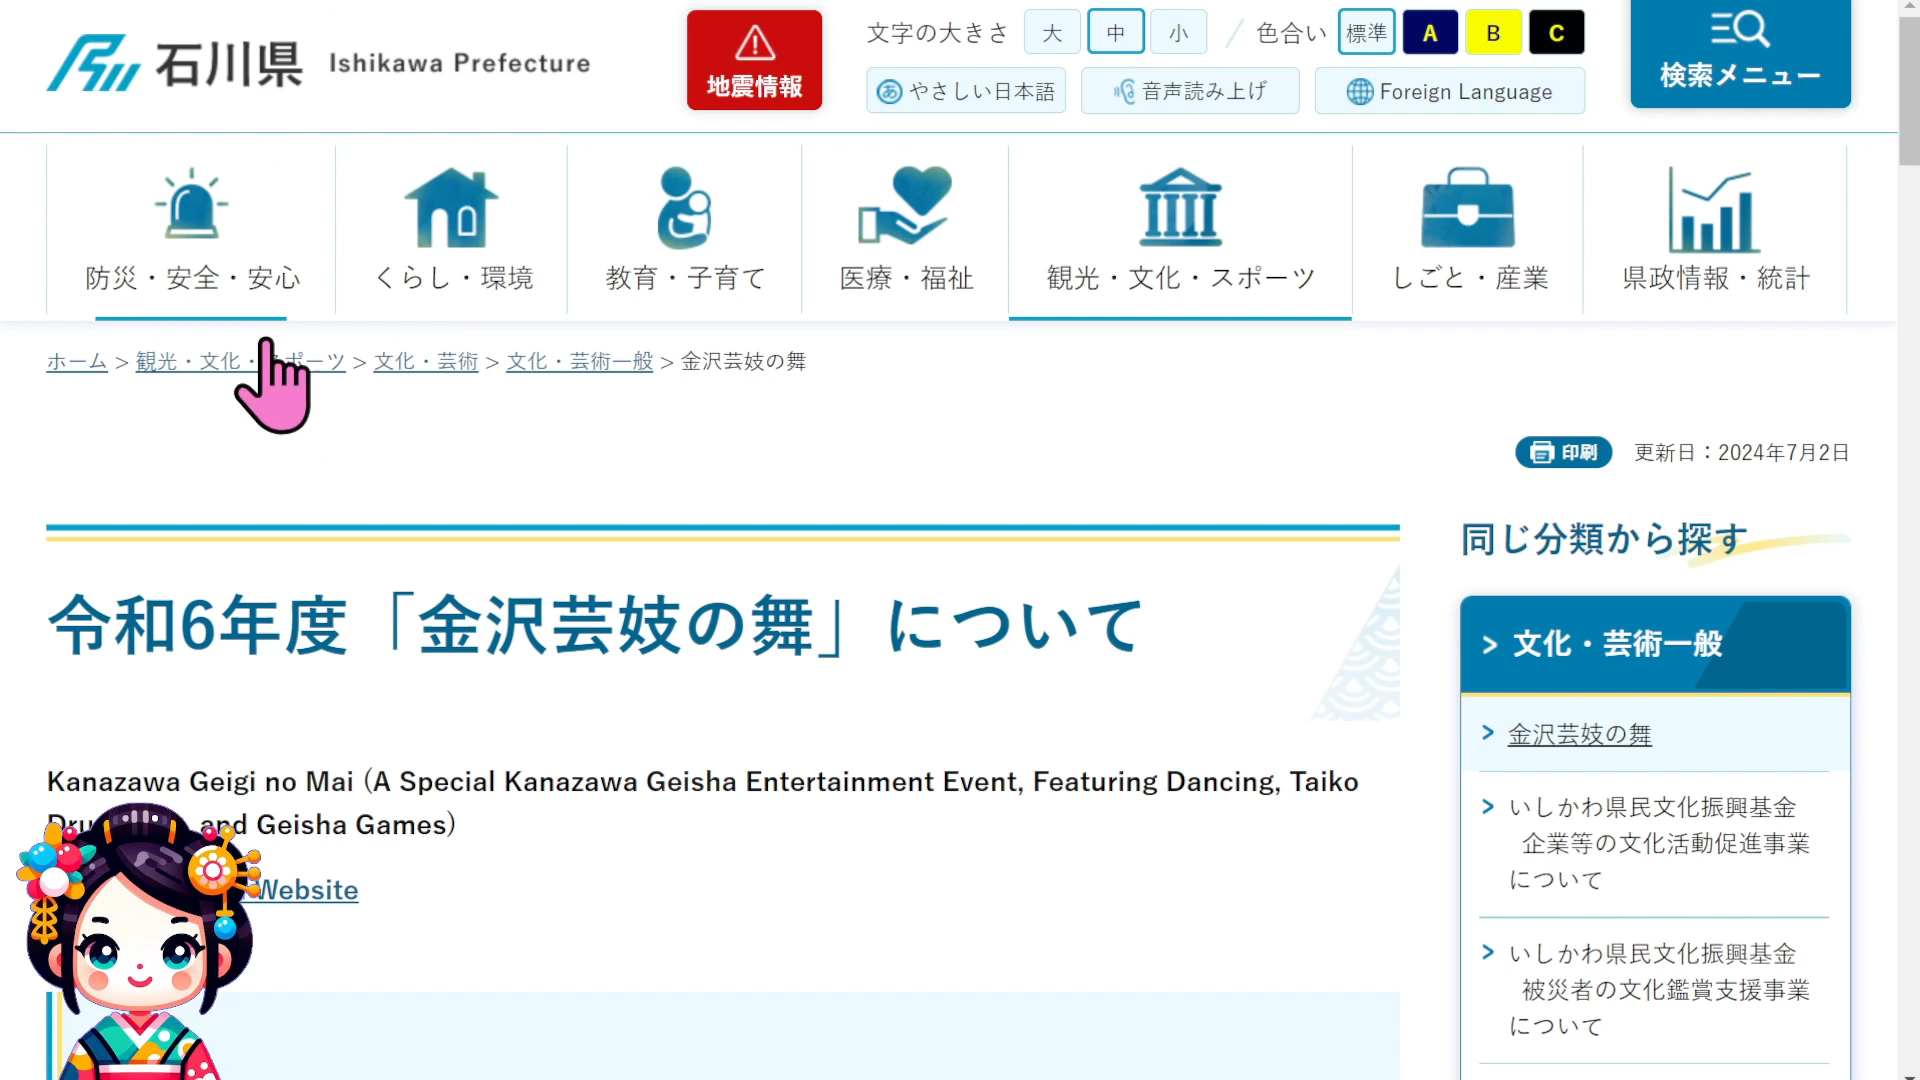 石川県 Ishikawa Prefecture
地震情報
文字の大きさ 大 中 小 色合い 標準 A B C
あ やさしい日本語 音声読み上げ Foreign Language
検索メニュー
防災・安全・安心 くらし・環境 教育・子育て 医療・福祉 観光・文化・スポーツ しごと・産業 県政情報・統計
ホーム > 観光・文化・スポーツ > 文化・芸術 > 文化・芸術一般 > 金沢芸妓の舞
印刷 更新日：2024年7月2日
令和6年度「金沢芸妓の舞」について
Kanazawa Geigi no Mai (A Special Kanazawa Geisha Entertainment Event, Featuring Dancing, Taiko
and Geisha Games)
Website
同じ分類から探す
> 文化・芸術一般
> 金沢芸妓の舞
> いしかわ県民文化振興基金
企業等の文化活動促進事業
について
> いしかわ県民文化振興基金
被災者の文化鑑賞支援事業
について